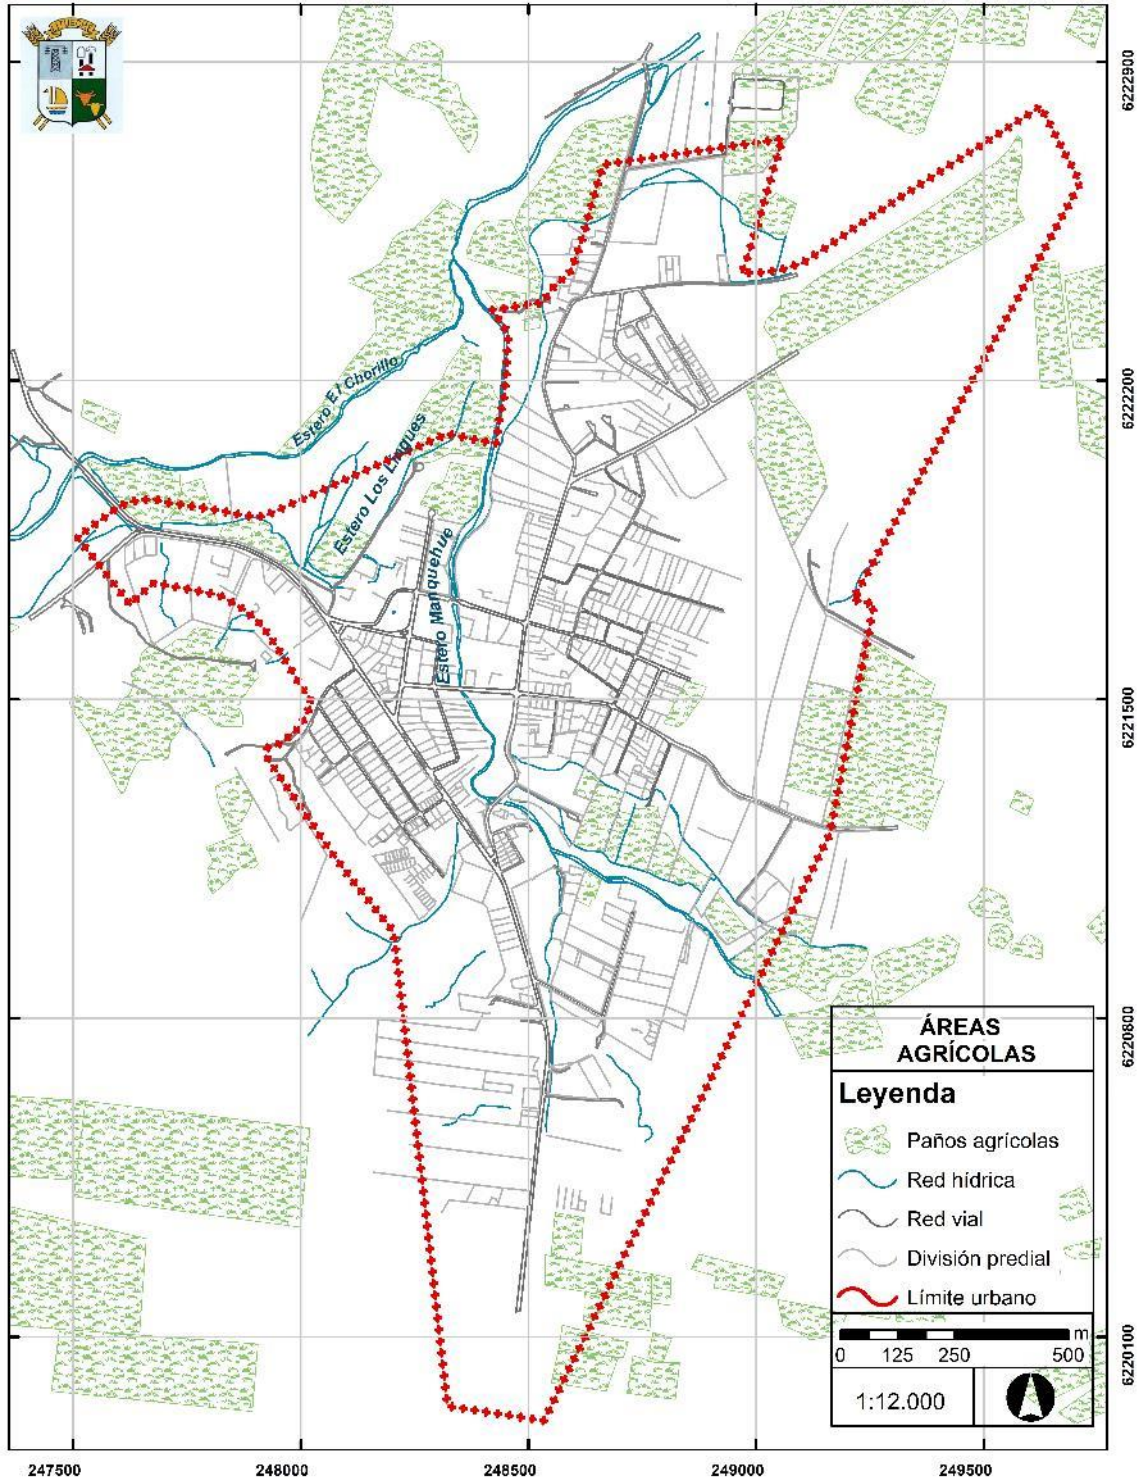 6222900
Estero El Chorillo
6222200
Estero Los Lingues
Estero Manquehue
6221500
6220800
ÁREAS
AGRÍCOLAS
Leyenda
Paños agrícolas
Red hídrica
Red vial
División predial
Límite urbano
m
0 125 250 500
6220100
1:12.000
247500 248000 248500 249000 249500